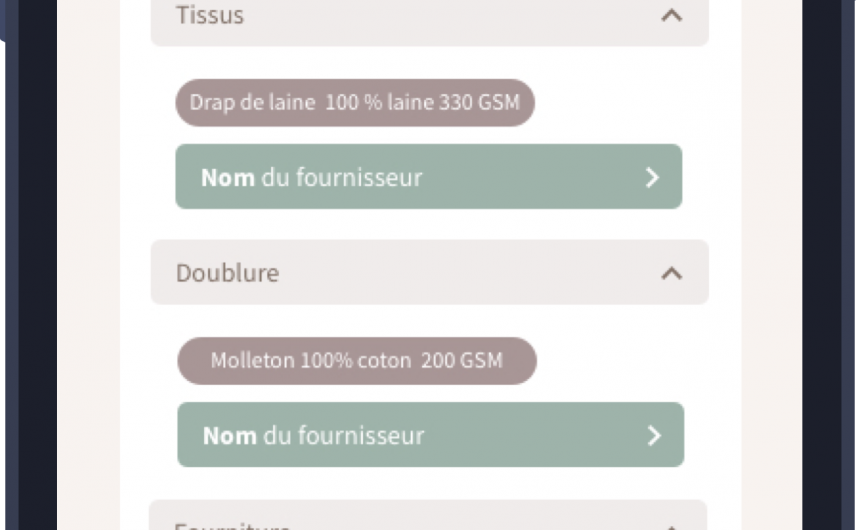 Tissus
Drap de laine  100 % laine 330 GSM
Nom du fournisseur
Doublure
Molleton 100% coton  200 GSM
Nom du fournisseur